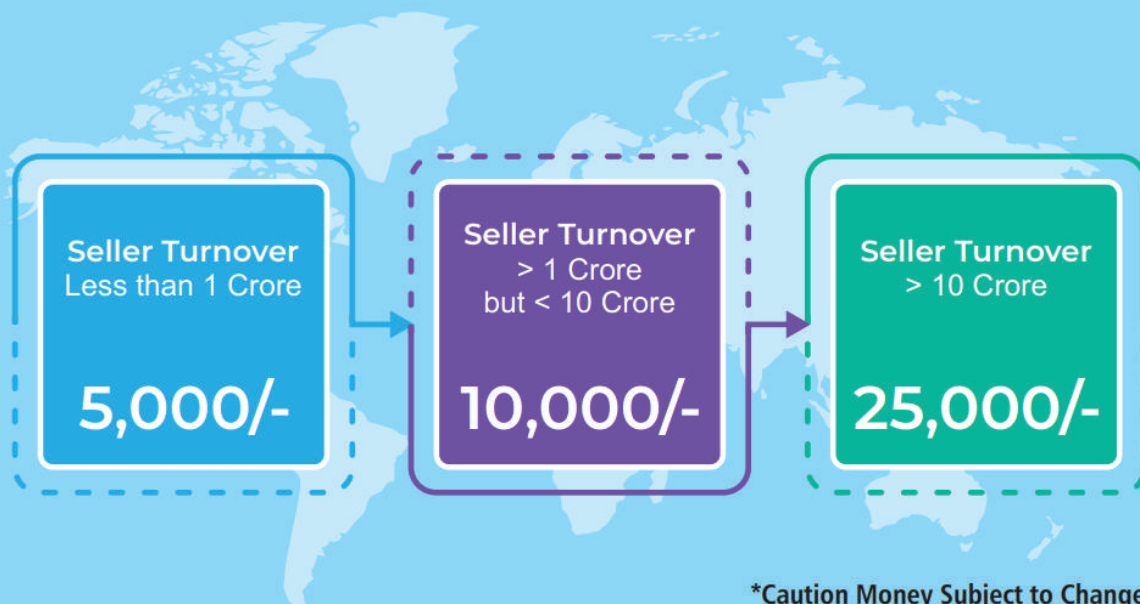 Seller Turnover
Less than 1 Crore
5,000/-
Seller Turnover
> 1 Crore
but < 10 Crore
10,000/-
Seller Turnover
> 10 Crore
25,000/-
*Caution Money Subject to Change